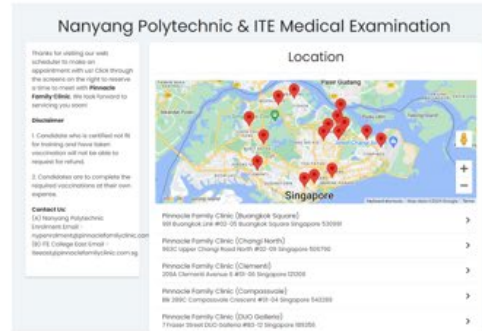 Nanyang Polytechnic & ITE Medical Examination
Thanks for visiting our web
scheduler to make an
appointment with us! Click through
the screens on the right to reserve
a time to meet with Pinnacle
Family Clinic. We look forward to
servicing you soon!
Disclaimer
1. Candidate who is certified not fit
for training and have taken
vaccination will not be able to
request for refund.
2. Candidates are to complete the
required vaccinations at their own
expense.
Contact Us:
(A) Nanyang Polytechnic
Enrolment Email -
nypenrolment@pinnaclefamilyclinic.com
(B) ITE College East Email -
Location
Pasir Gudang
Singapore
Pinnacle Family Clinic (Buangkok Square)
991 Buangkok Link #02-05 Buangkok Square Singapore 530991
Pinnacle Family Clinic (Changi North)
Pinnacle Family Clinic (Clementi)
Pinnacle Family Clinic (Compassvale)
Pinnacle Family Clinic (DUO Galleria)